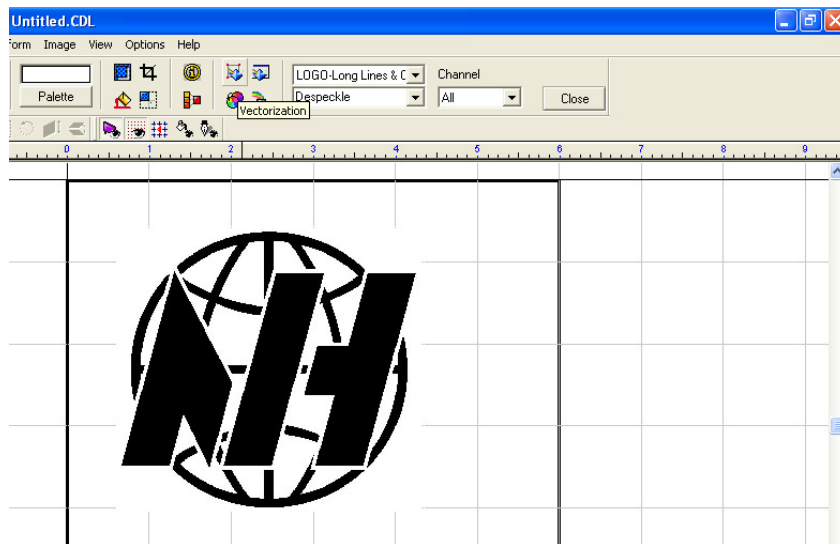 Untitled.CDL
form Image View Options Help
LOGO-Long Lines & C Channel
Palette Despeckle All Close
Vectorization
0 1 2 3 4 5 6 7 8 9
NH